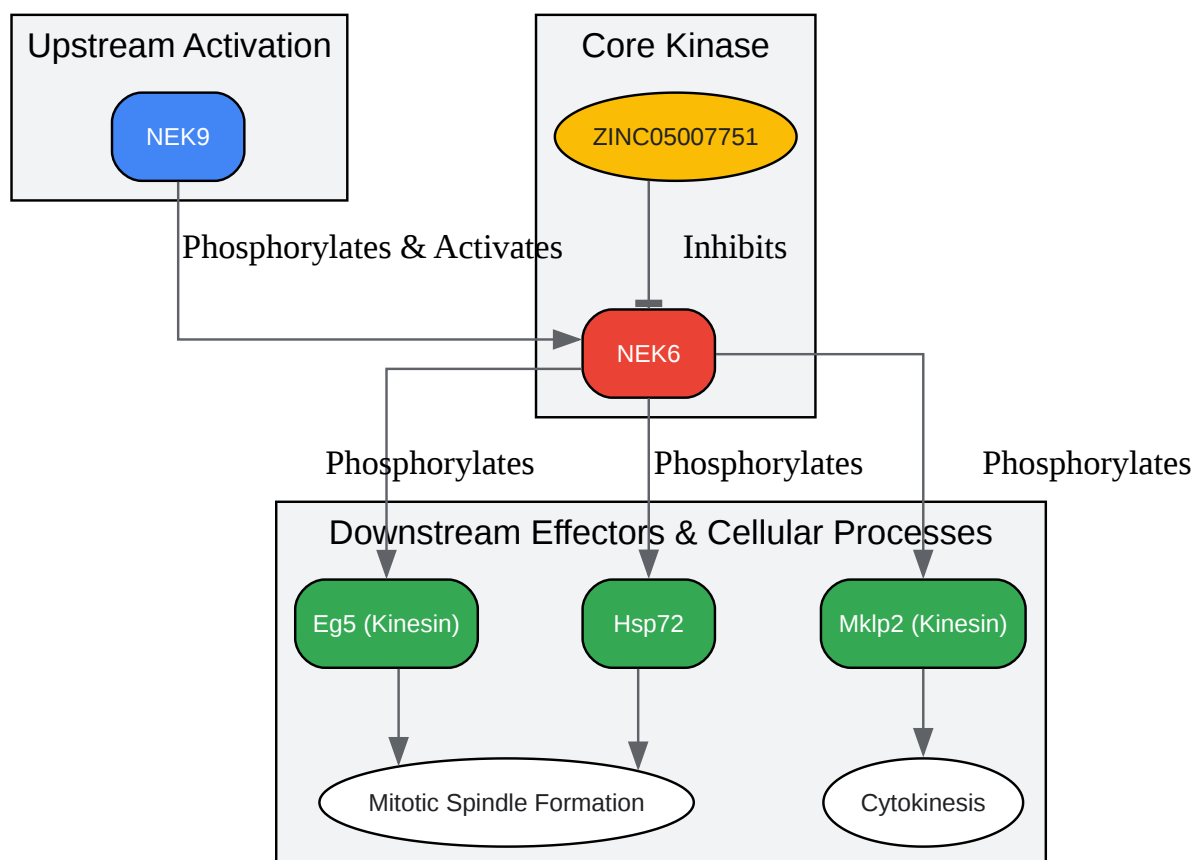 Upstream Activation
Core Kinase
NEK9
ZINC05007751
Phosphorylates & Activates
Inhibits
NEK6
Phosphorylates
Phosphorylates
Phosphorylates
Downstream Effectors & Cellular Processes
Eg5 (Kinesin)
Hsp72
Mklp2 (Kinesin)
Mitotic Spindle Formation
Cytokinesis